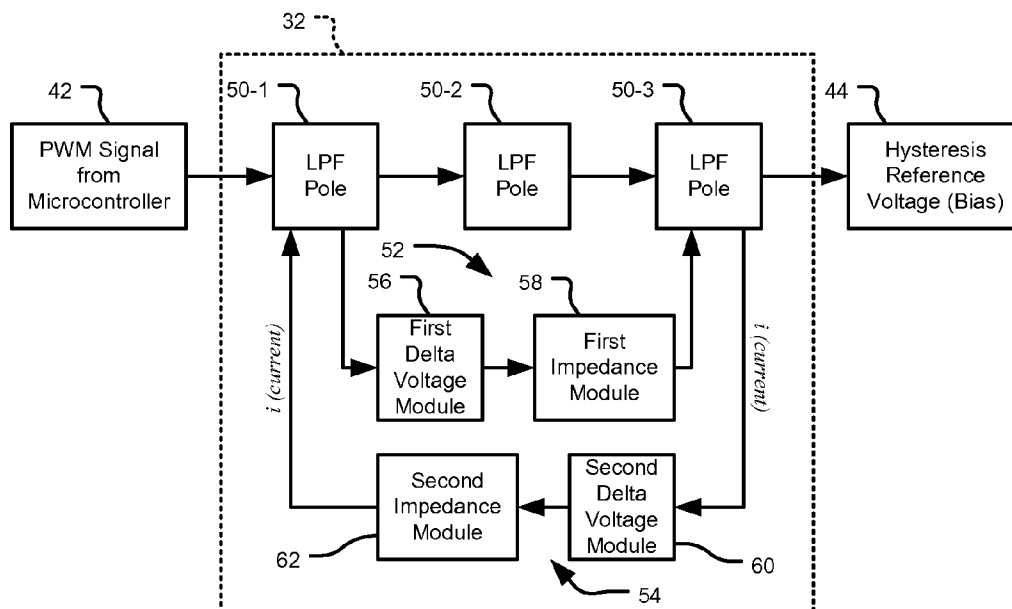 32
42
50-1
50-2
50-3
44
PWM Signal
from
Microcontroller
LPF
Pole
LPF
Pole
LPF
Pole
Hysteresis
Reference
Voltage (Bias)
52
56
58
First
Delta
Voltage
Module
First
Impedance
Module
i (current)
i (current)
Second
Impedance
Module
Second
Delta
Voltage
Module
62
60
54